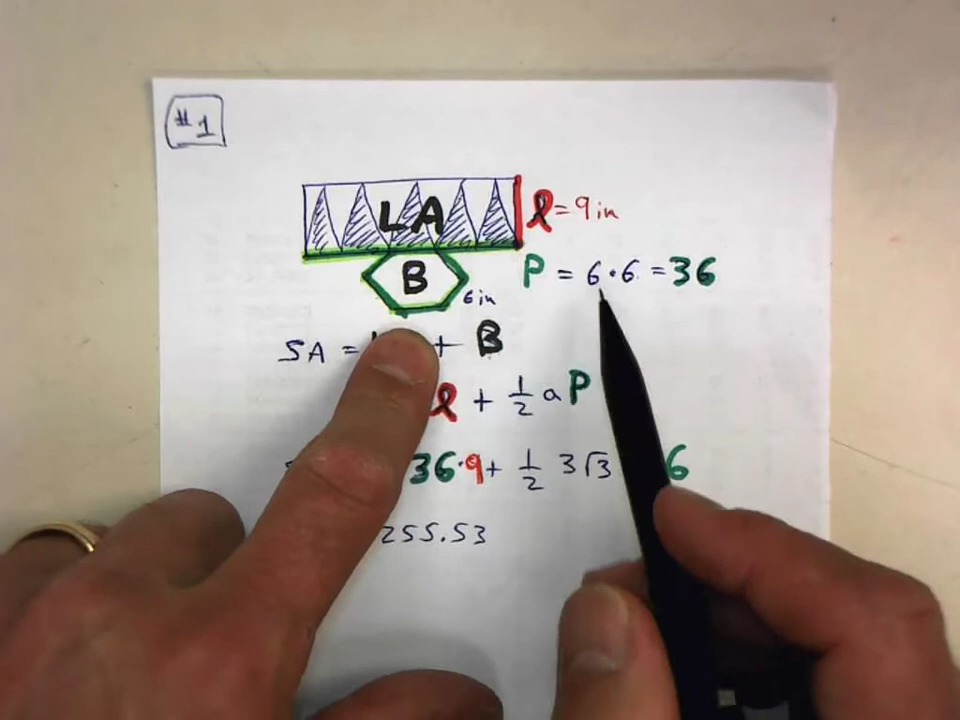 #1
LA l = 9 in
B 6 in P = 6·6 = 36
SA = + B
l + 1/2 a P
36·9 + 1/2 3√3 6
255.53